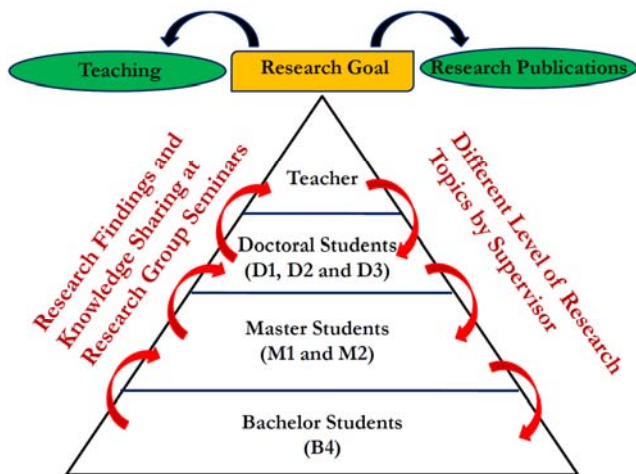 Teaching
Research Goal
Research Publications
Research Findings and
Knowledge Sharing at
Research Group Seminars
Different Level of Research
Topics by Supervisor
Teacher
Doctoral Students
(D1, D2 and D3)
Master Students
(M1 and M2)
Bachelor Students
(B4)